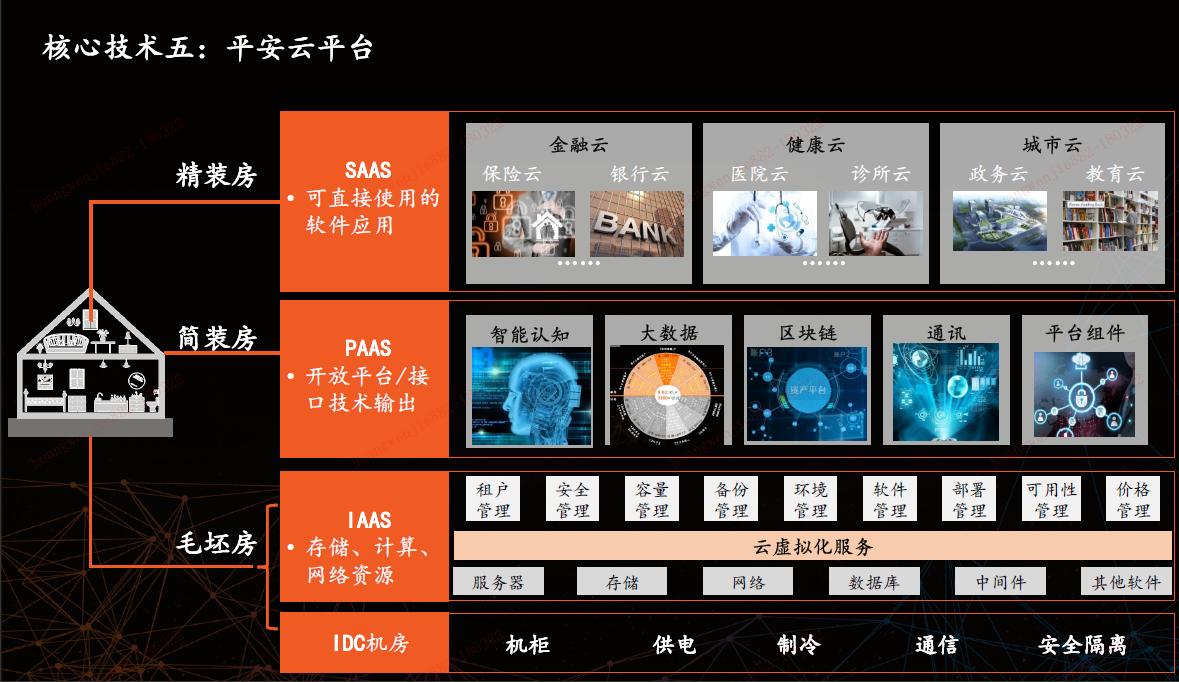 核心技术五：平安云平台
精装房
SAAS
• 可直接使用的
软件应用
金融云
保险云
银行云
BANK
健康云
医院云
诊所云
城市云
政务云
教育云
简装房
PAAS
• 开放平台/接
口技术输出
智能认知
大数据
区块链
资产平台
通讯
平台组件
毛坯房
IAAS
• 存储、计算、
网络资源
租户
管理
安全
管理
容量
管理
备份
管理
环境
管理
软件
管理
部署
管理
可用性
管理
价格
管理
云虚拟化服务
服务器
存储
网络
数据库
中间件
其他软件
IDC机房
机柜
供电
制冷
通信
安全隔离